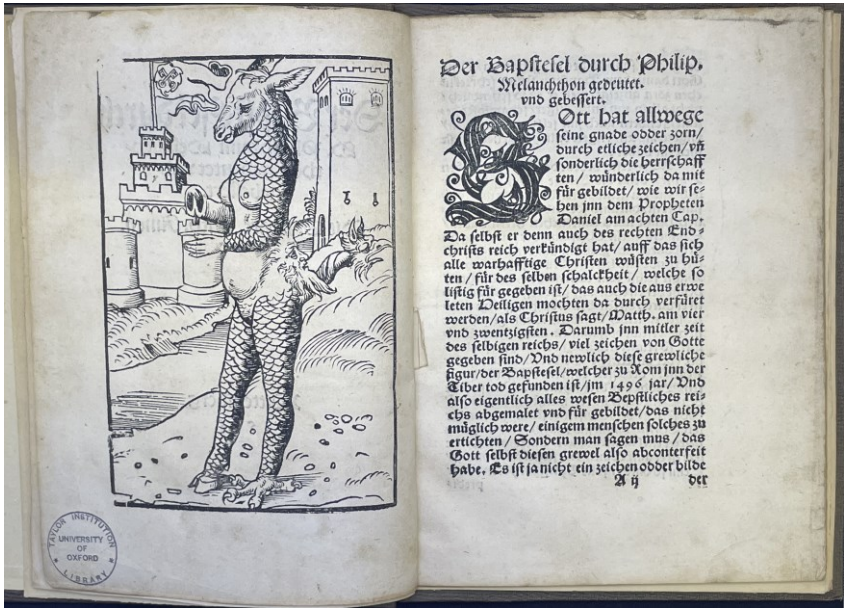 TAYLOR INSTITUTION
UNIVERSITY
OF
OXFORD
LIBRARY
Der Bapstesel durch Philip.
Melanchthon gedeutet.
vnd gebessert.
GOtt hat allwege
seine gnade odder zorn/
durch etliche zeichen/ vñ
sonderlich die herrschaff
ten/ wünderlich da mit
für gebildet/ wie wir se-
hen jnn dem Propheten
Daniel am achten Cap.
Da selbst er denn auch des rechten End-
christs reich verkündigt hat/ auff das sich
alle warhafftige Christen wüsten zu hü-
ten/ für des selben schalckheit/ welche so
listig für gegeben ist/ das auch die aus erwe
leten Heiligen mochten da durch verfüret
werden/ als Christus sagt/ Matth. am vier
vnd zwentzigsten. Darumb jnn mitler zeit
des selbigen reichs/ viel zeichen von Gotte
gegeben sind/ Vnd newlich diese grewliche
figur/ der Bapstesel/ welcher zu Rom jnn der
Tiber tod gefunden ist/ jm 1496 jar/ Vnd
also eigentlich alles wesen Bepstliches rei-
chs abgemalet vnd für gebildet/ das nicht
müglich were/ einigem menschen solches zu
ertichten/ Sondern man sagen mus/ das
Gott selbst diesen grewel also abconterfeit
habe. Es ist ja nicht ein zeichen odder bilde
A ij der